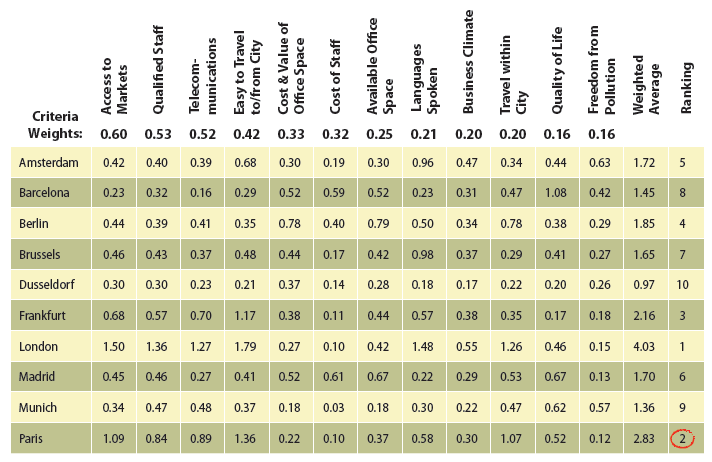 Criteria Weights:
Access to Markets
Qualified Staff
Telecom-munications
Easy to Travel to/from City
Cost & Value of Office Space
Cost of Staff
Available Office Space
Languages Spoken
Business Climate
Travel within City
Quality of Life
Freedom from Pollution
Weighted Average
Ranking
0.60 0.53 0.52 0.42 0.33 0.32 0.25 0.21 0.20 0.20 0.16 0.16
Amsterdam 0.42 0.40 0.39 0.68 0.30 0.19 0.30 0.96 0.47 0.34 0.44 0.63 1.72 5
Barcelona 0.23 0.32 0.16 0.29 0.52 0.59 0.52 0.23 0.31 0.47 1.08 0.42 1.45 8
Berlin 0.44 0.39 0.41 0.35 0.78 0.40 0.79 0.50 0.34 0.78 0.38 0.29 1.85 4
Brussels 0.46 0.43 0.37 0.48 0.44 0.17 0.42 0.98 0.37 0.29 0.41 0.27 1.65 7
Dusseldorf 0.30 0.30 0.23 0.21 0.37 0.14 0.28 0.18 0.17 0.22 0.20 0.26 0.97 10
Frankfurt 0.68 0.57 0.70 1.17 0.38 0.11 0.44 0.57 0.38 0.35 0.17 0.18 2.16 3
London 1.50 1.36 1.27 1.79 0.27 0.10 0.42 1.48 0.55 1.26 0.46 0.15 4.03 1
Madrid 0.45 0.46 0.27 0.41 0.52 0.61 0.67 0.22 0.29 0.53 0.67 0.13 1.70 6
Munich 0.34 0.47 0.48 0.37 0.18 0.03 0.18 0.30 0.22 0.47 0.62 0.57 1.36 9
Paris 1.09 0.84 0.89 1.36 0.22 0.10 0.37 0.58 0.30 1.07 0.52 0.12 2.83 2